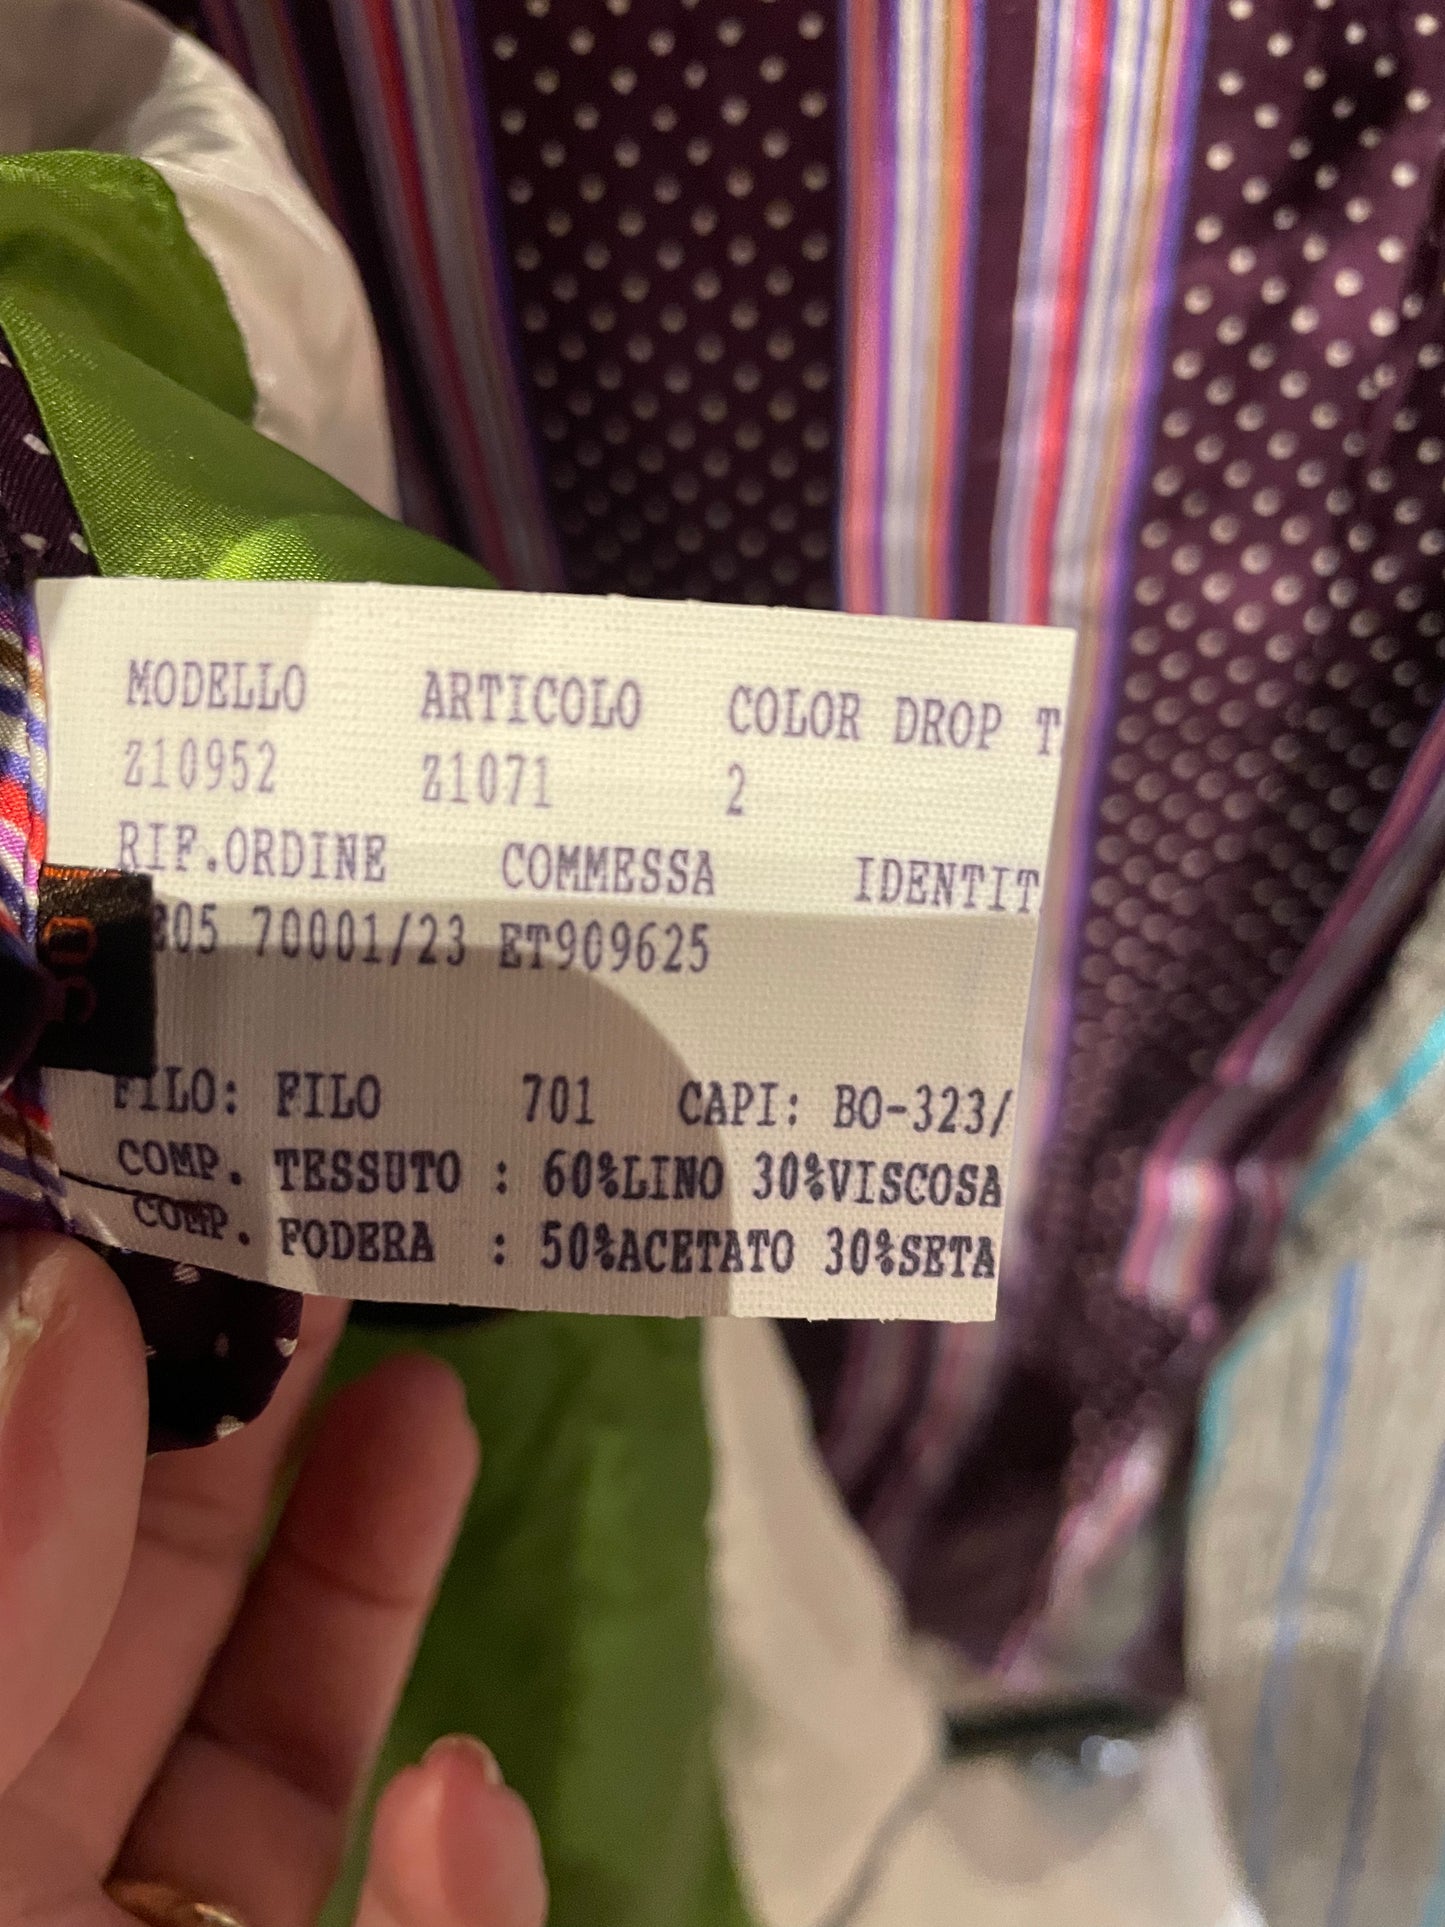 MODELLO ARTICOLO COLOR DROP
Z10952 Z1071 2
RIF.ORDINE COMMESSA
70001/23 ET909625
FILO: FILO 701 CAPI: BO-323/
COMP. TESSUTO : 60%LINO 30%VISCOSA
COMP. FODERA : 50%ACETATO 30%SETA